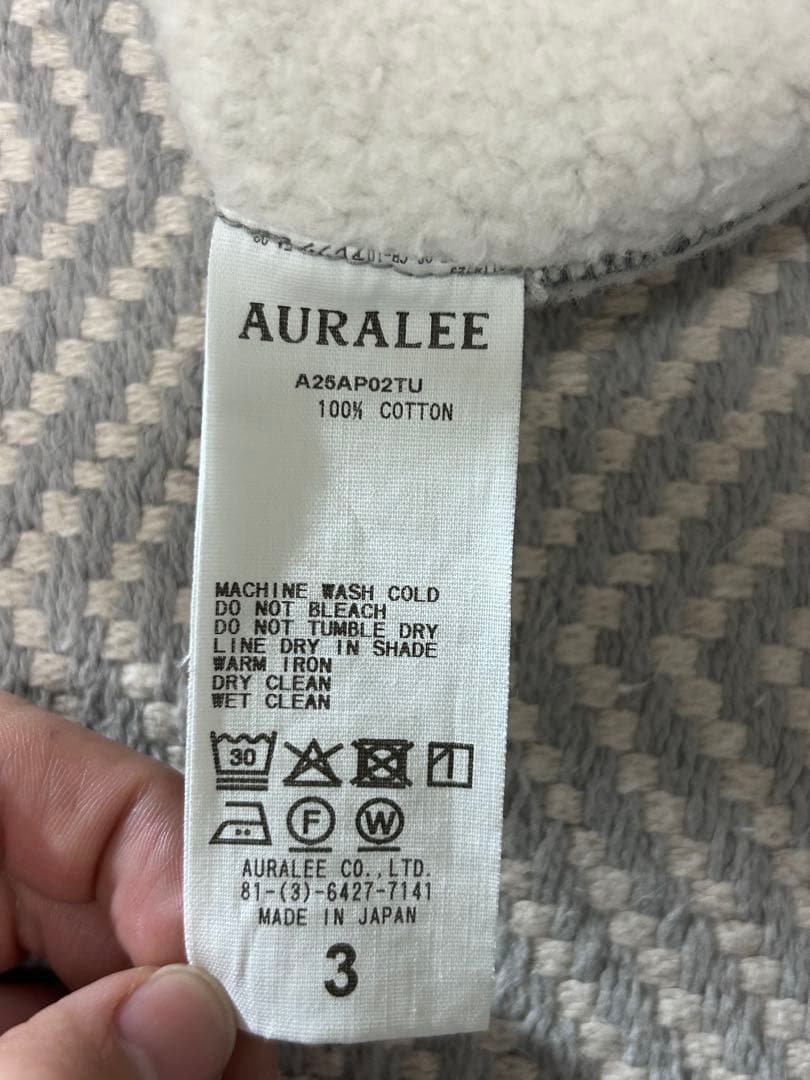 AURALEE
A25AP02TU
100% COTTON
MACHINE WASH COLD
DO NOT BLEACH
DO NOT TUMBLE DRY
LINE DRY IN SHADE
WARM IRON
DRY CLEAN
WET CLEAN
30
F W
AURALEE CO.,LTD.
81-(3)-6427-7141
MADE IN JAPAN
3